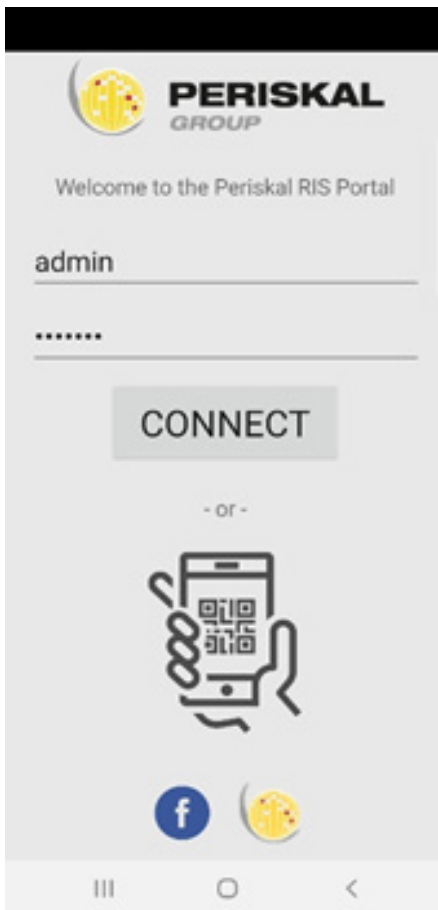 PERISKAL
GROUP
Welcome to the Periskal RIS Portal
admin
•••••••
CONNECT
- or -
f